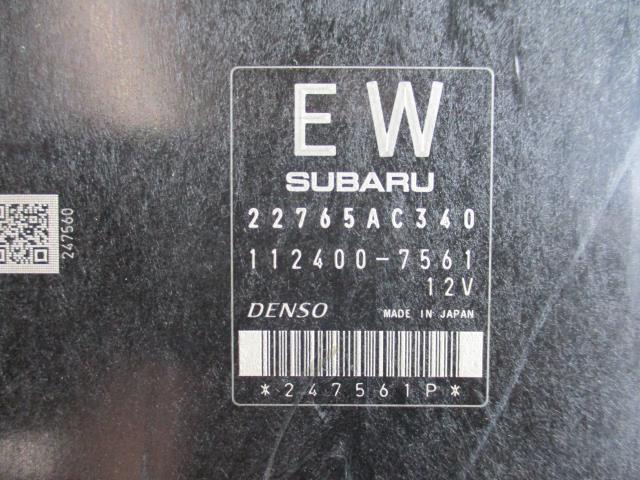 EW
SUBARU
22765AC340
112400-7561
12V
DENSO MADE IN JAPAN
*247561P*
247560